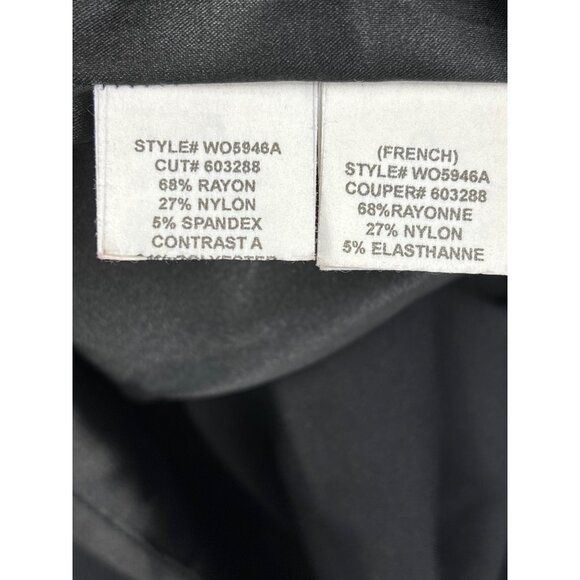 STYLE# WO5946A
CUT# 603288
68% RAYON
27% NYLON
5% SPANDEX
CONTRAST A
POLYESTER
(FRENCH)
STYLE# WO5946A
COUPER# 603288
68%RAYONNE
27% NYLON
5% ELASTHANNE